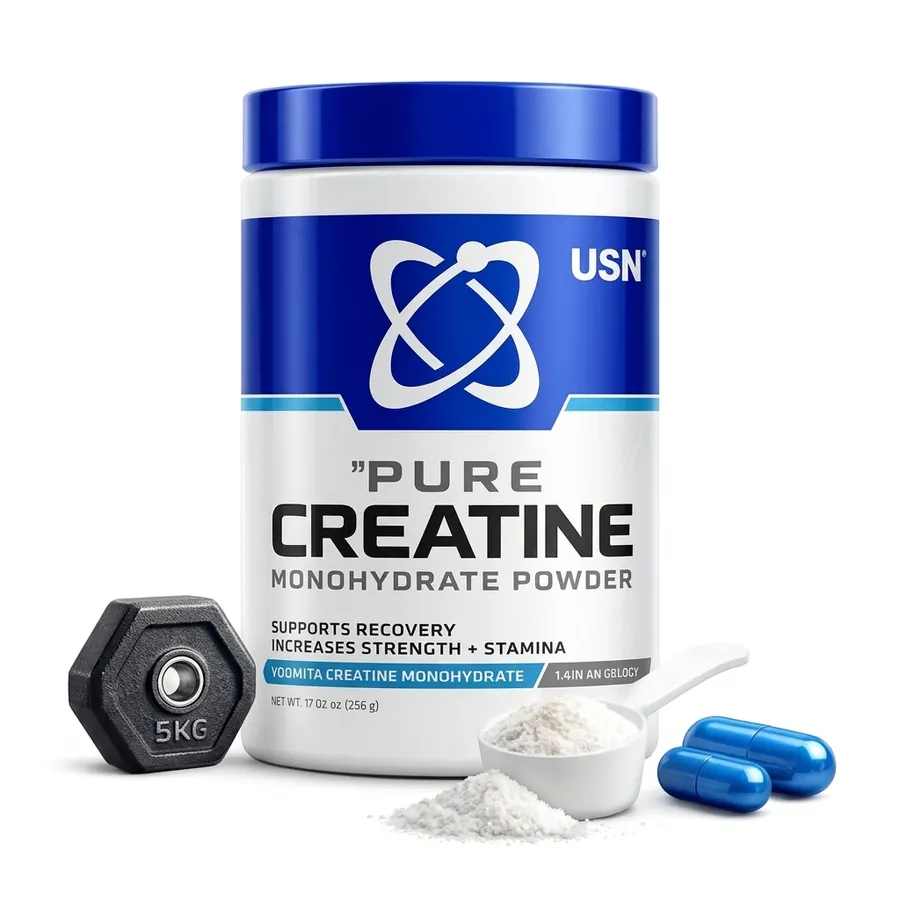 USN®
”PURE
CREATINE
MONOHYDRATE POWDER
SUPPORTS RECOVERY
INCREASES STRENGTH + STAMINA
YOOMITA CREATINE MONOHYDRATE
1.4IN AN GBLOGY
NET WT. 17 02 oz (256 g)
5KG